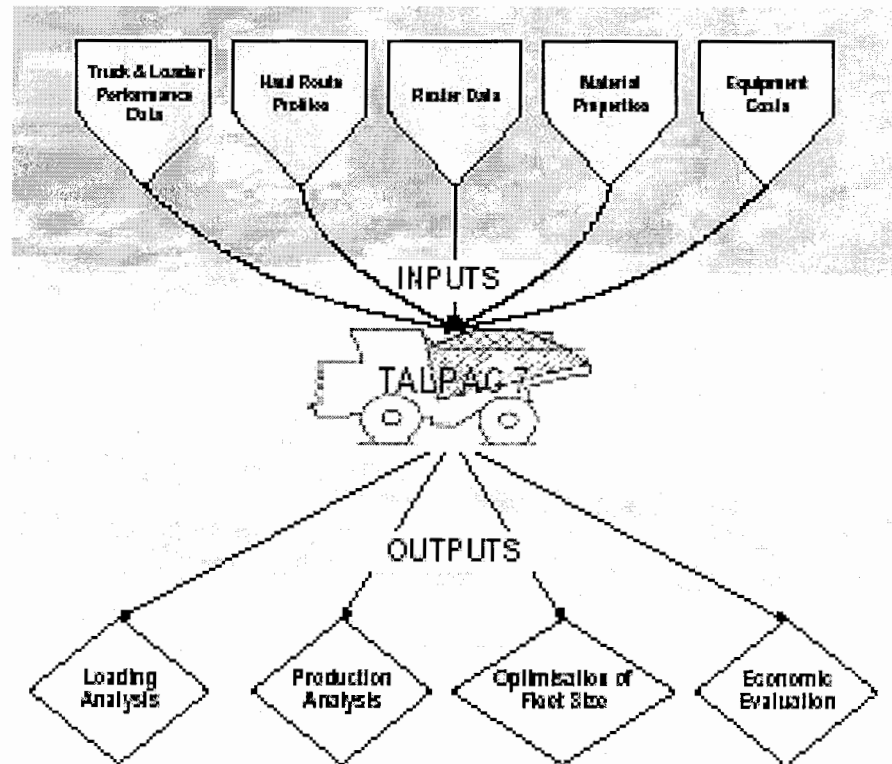 Truck & Loader
Performance
Data
Haul Route
Profiles
Roster Data
Material
Properties
Equipment
Costs
INPUTS
TALPAC 7
OUTPUTS
Loading
Analysis
Production
Analysis
Optimisation of
Fleet Size
Economic
Evaluation